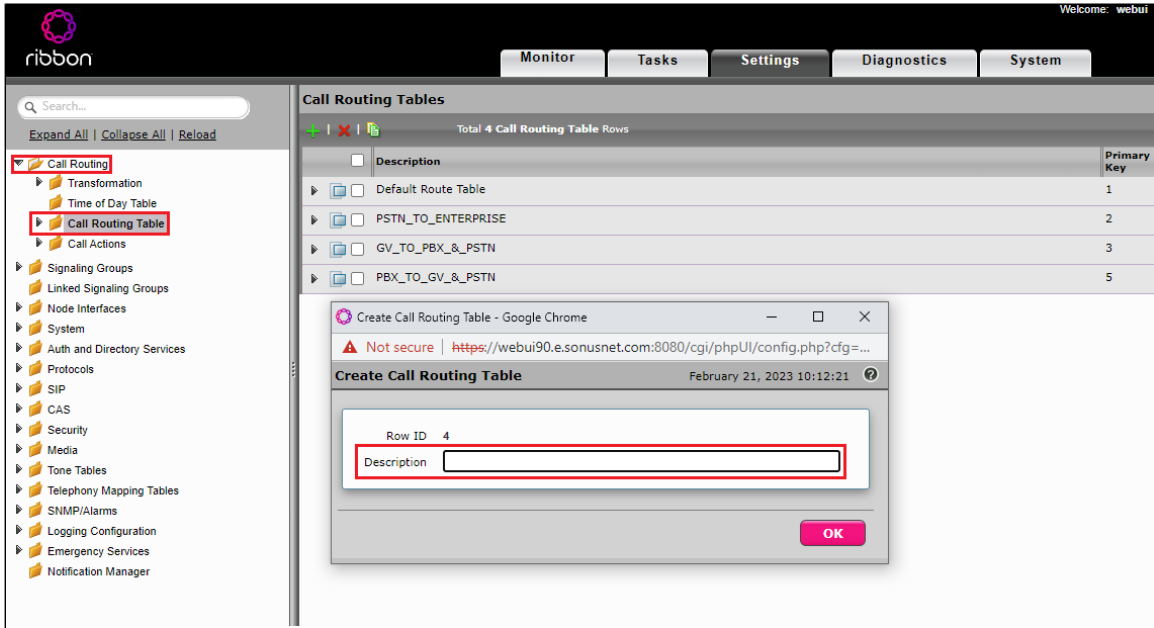 Welcome: webui
ribbon
Monitor Tasks Settings Diagnostics System
Search...
Expand All | Collapse All | Reload
Call Routing
Transformation
Time of Day Table
Call Routing Table
Call Actions
Signaling Groups
Linked Signaling Groups
Node Interfaces
System
Auth and Directory Services
Protocols
SIP
CAS
Security
Media
Tone Tables
Telephony Mapping Tables
SNMP/Alarms
Logging Configuration
Emergency Services
Notification Manager
Call Routing Tables
Total 4 Call Routing Table Rows
Description Primary Key
Default Route Table 1
PSTN_TO_ENTERPRISE 2
GV_TO_PBX_&_PSTN 3
PBX_TO_GV_&_PSTN 5
Create Call Routing Table - Google Chrome
Not secure | https://webui90.e.sonusnet.com:8080/cgi/phpUI/config.php?cfg=...
Create Call Routing Table February 21, 2023 10:12:21
Row ID 4
Description
OK